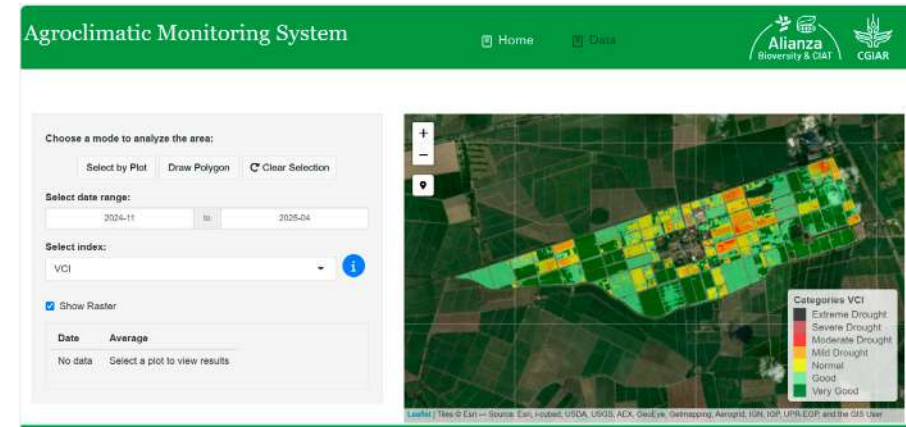 Agroclimatic Monitoring System
Home
Data
Alianza
Bioversity & CIAT
CGIAR
Choose a mode to analyze the area:
Select by Plot
Draw Polygon
Clear Selection
Select date range:
2024-11
to
2025-04
Select index:
VCI
i
Show Raster
Date Average
No data Select a plot to view results
+
−
Categories VCI
Extreme Drought
Severe Drought
Moderate Drought
Mild Drought
Normal
Good
Very Good
Leaflet | Tiles © Esri — Source: Esri, i-cubed, USDA, USGS, AEX, GeoEye, Getmapping, Aerogrid, IGN, IGP, UPR-EGP, and the GIS User